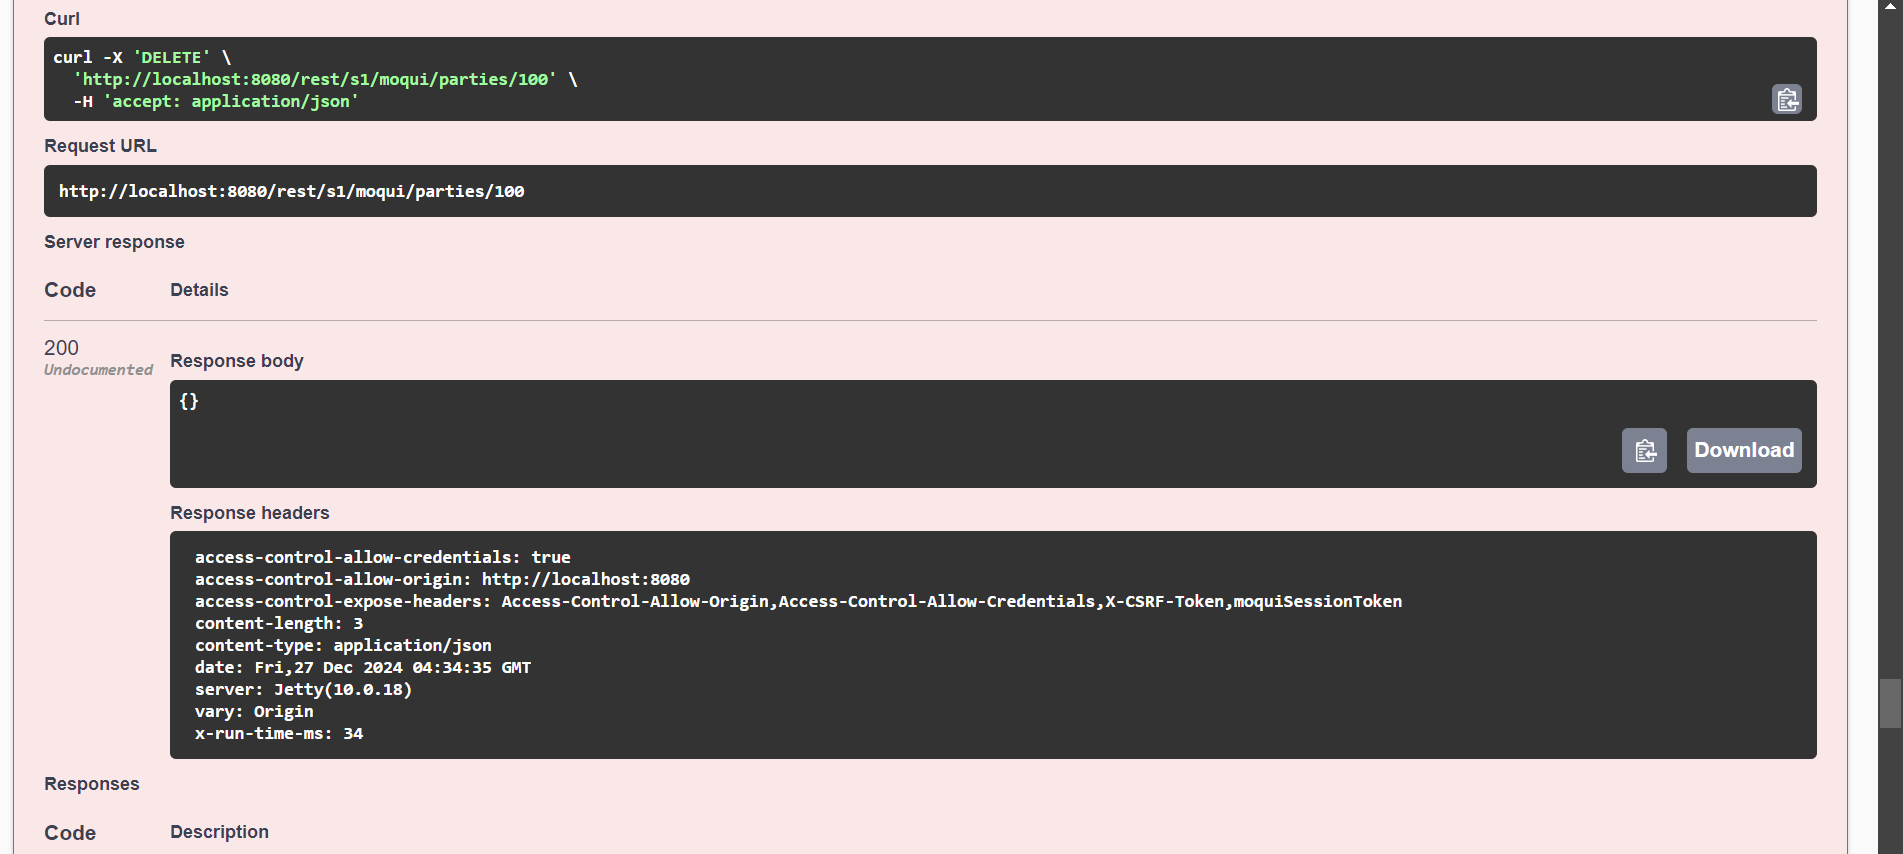 Curl
curl -X 'DELETE' \
'http://localhost:8080/rest/s1/moqui/parties/100' \
-H 'accept: application/json'
Request URL
http://localhost:8080/rest/s1/moqui/parties/100
Server response
Code Details
200
Undocumented
Response body
{}
Download
Response headers
access-control-allow-credentials: true
access-control-allow-origin: http://localhost:8080
access-control-expose-headers: Access-Control-Allow-Origin,Access-Control-Allow-Credentials,X-CSRF-Token,moquiSessionToken
content-length: 3
content-type: application/json
date: Fri,27 Dec 2024 04:34:35 GMT
server: Jetty(10.0.18)
vary: Origin
x-run-time-ms: 34
Responses
Code Description